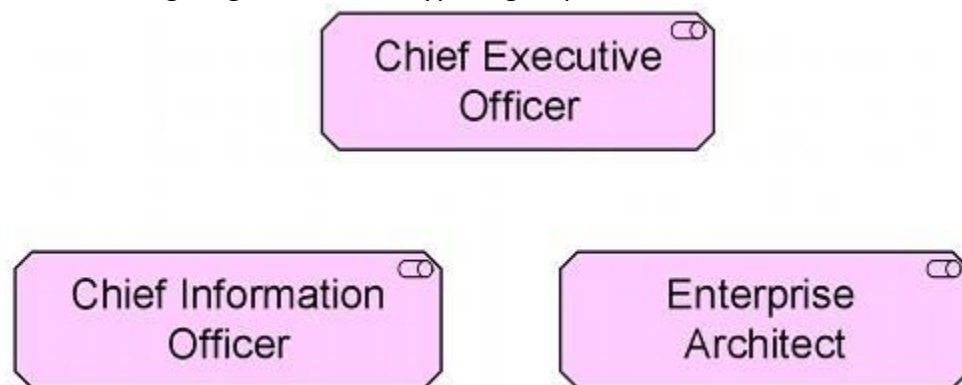 Chief Executive
Officer
Chief Information
Officer
Enterprise
Architect